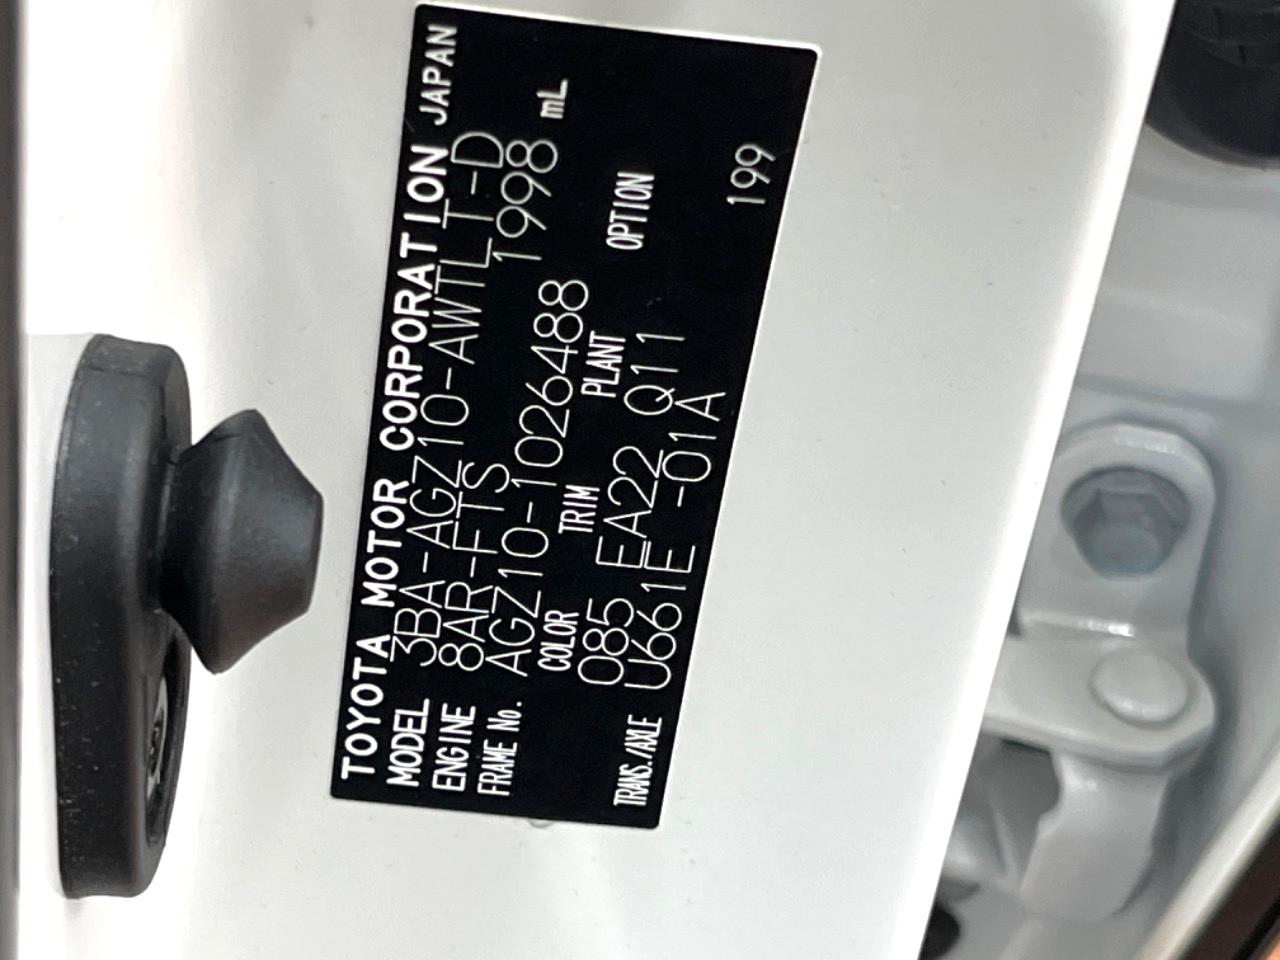 TOYOTA MOTOR CORPORATION JAPAN
MODEL 3BA-AGZ10-AWTLT-D
ENGINE 8AR-FTS 1998 mL
FRAME No. AGZ10-1026488
COLOR TRIM PLANT OPTION
085 EA22 Q11
TRANS./AXLE U661E -01A
199